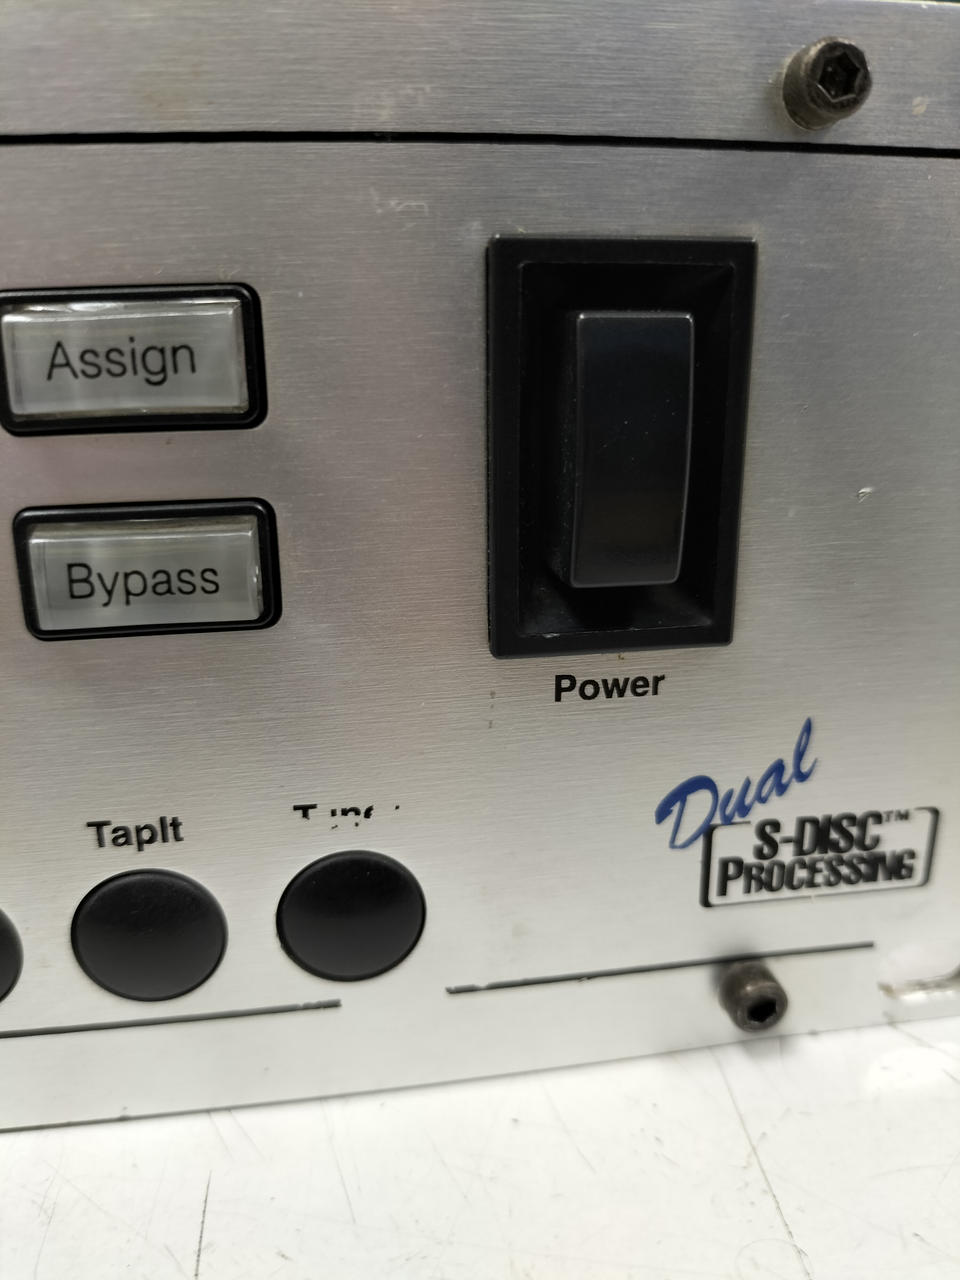 Assign
Bypass
Power
Dual
S-DISC™
PROCESSING
TapIt